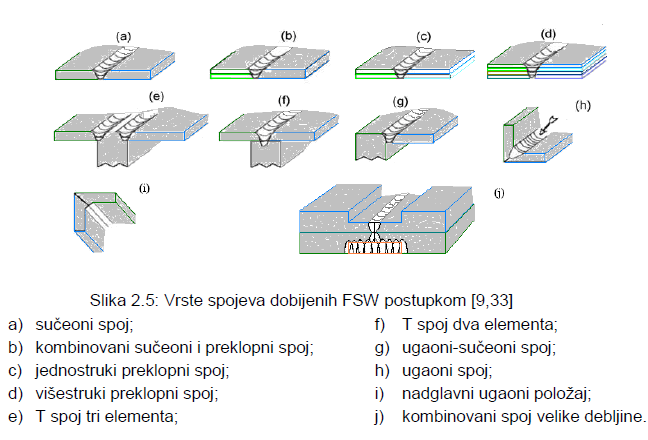 (a) (b) (c) (d)
(e) (f) (g) (h)
(i) (j)
Slika 2.5: Vrste spojeva dobijenih FSW postupkom [9,33]
a) sučeoni spoj;
b) kombinovani sučeoni i preklopni spoj;
c) jednostruki preklopni spoj;
d) višestruki preklopni spoj;
e) T spoj tri elementa;
f) T spoj dva elementa;
g) ugaoni-sučeoni spoj;
h) ugaoni spoj;
i) nadglavni ugaoni položaj;
j) kombinovani spoj velike debljine.